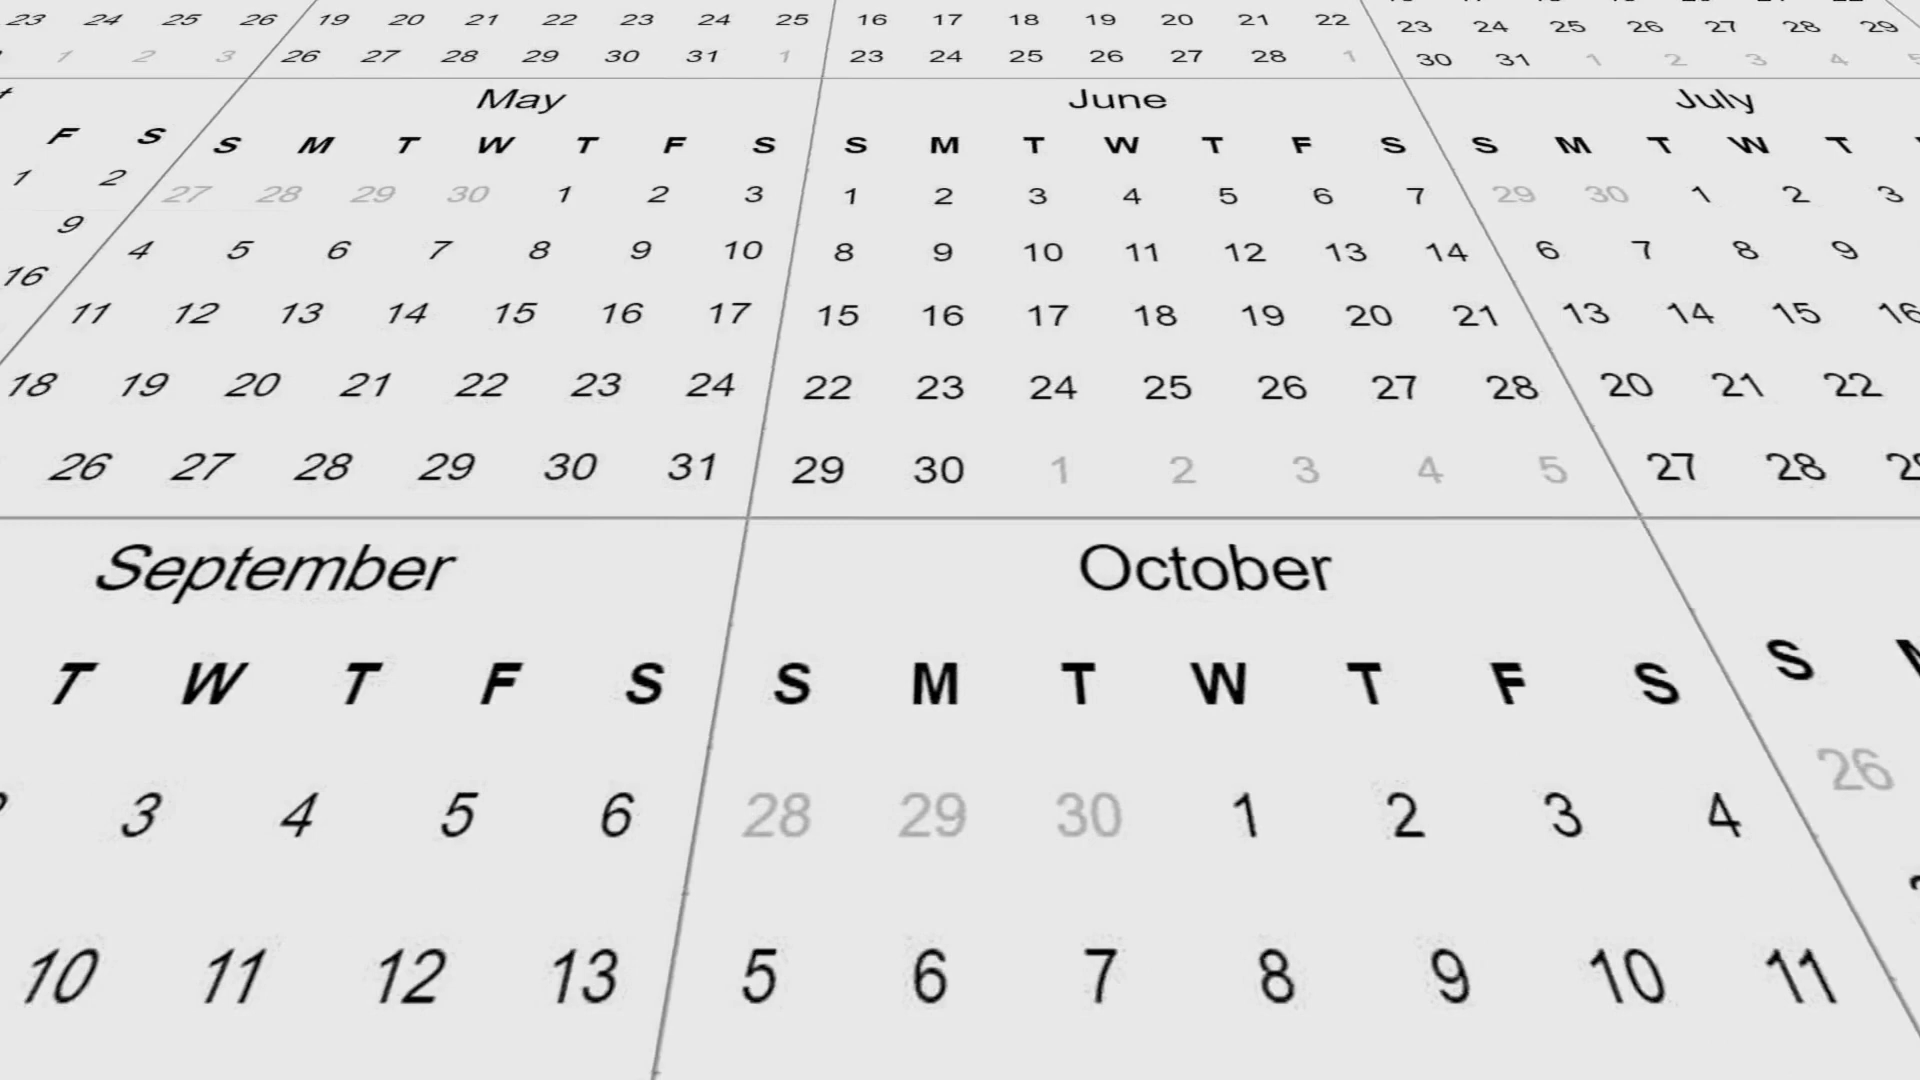 23 24 25 26 19 20 21 22 23 24 25 16 17 18 19 20 21 22 23 24 25 26 27 28 29
1 2 3 26 27 28 29 30 31 1 23 24 25 26 27 28 1 30 31 1 2 3 4
May June July
F S S M T W T F S S M T W T F S S M T W T
1 2 27 28 29 30 1 2 3 1 2 3 4 5 6 7 29 30 1 2 3
9 4 5 6 7 8 9 10 8 9 10 11 12 13 14 6 7 8 9
16 11 12 13 14 15 16 17 15 16 17 18 19 20 21 13 14 15 16
18 19 20 21 22 23 24 22 23 24 25 26 27 28 20 21 22
26 27 28 29 30 31 29 30 1 2 3 4 5 27 28
September October
T W T F S S M T W T F S S
3 4 5 6 28 29 30 1 2 3 4 26
10 11 12 13 5 6 7 8 9 10 11